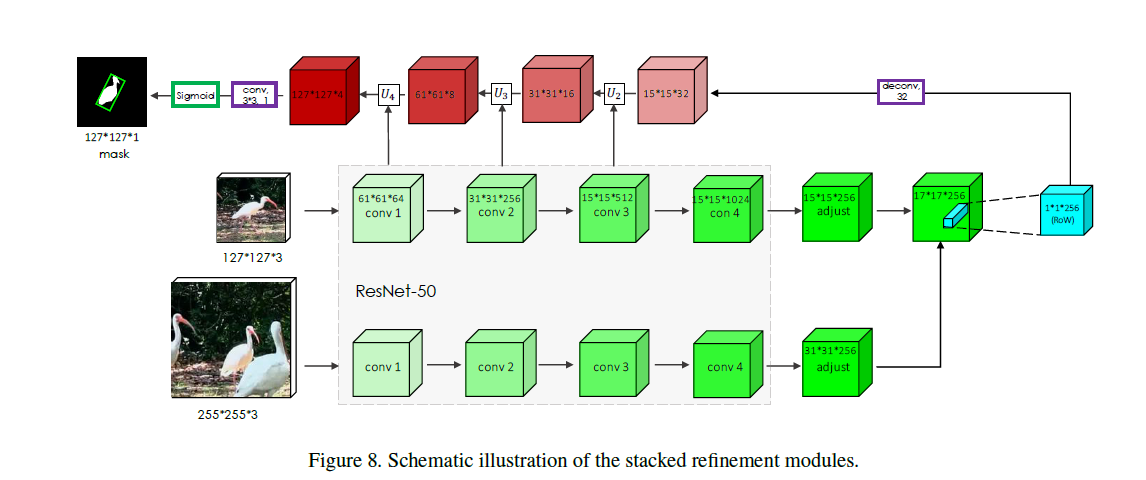 Sigmoid
conv,
3*3, 1
127*127*4
U4
61*61*8
U3
31*31*16
U2
15*15*32
deconv,
32
127*127*1
mask
61*61*64
conv 1
31*31*256
conv 2
15*15*512
conv 3
15*15*1024
con 4
15*15*256
adjust
17*17*256
1*1*256
(RoW)
127*127*3
ResNet-50
conv 1
conv 2
conv 3
conv 4
31*31*256
adjust
255*255*3
Figure 8. Schematic illustration of the stacked refinement modules.